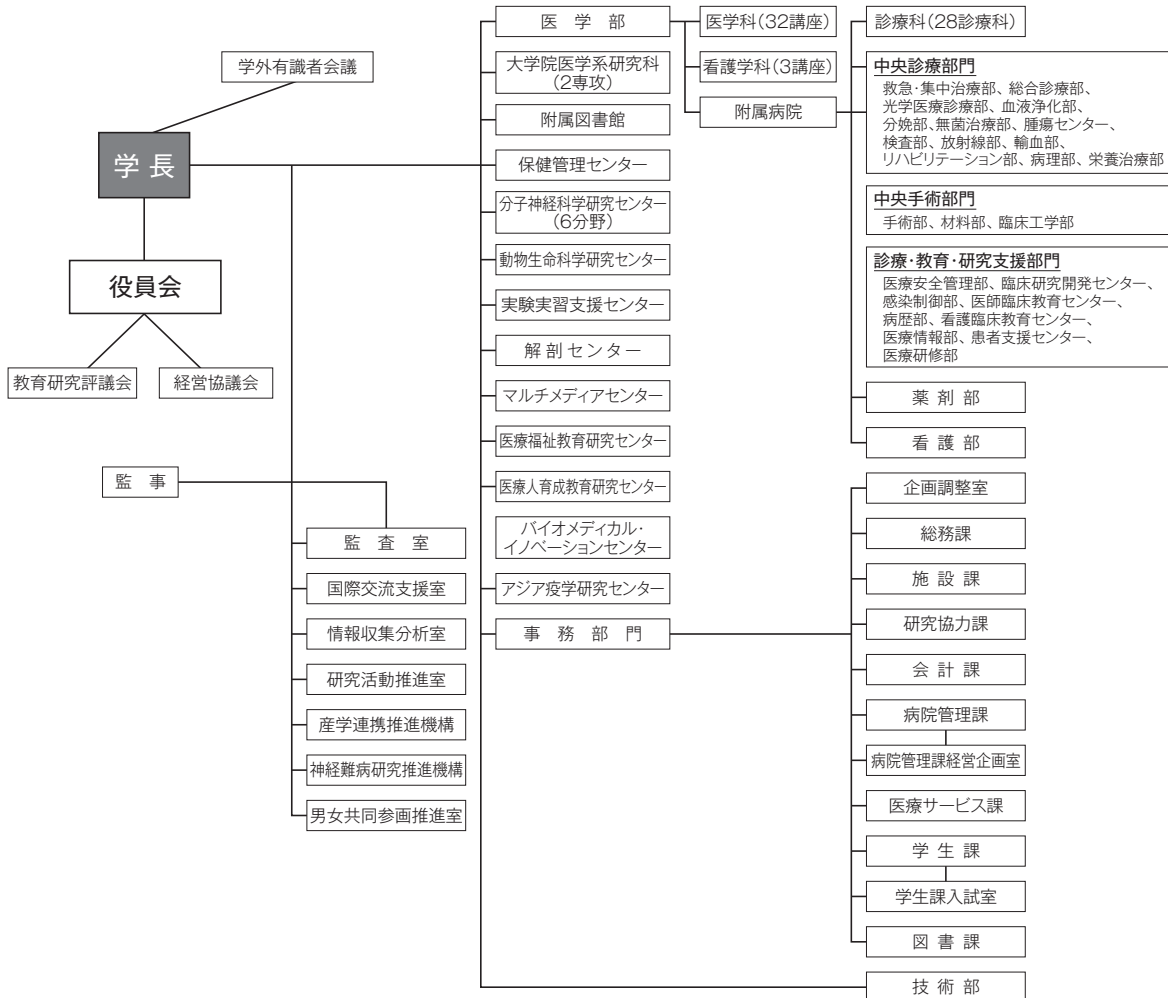 学外有識者会議
学長
役員会
教育研究評議会
経営協議会
監事
監査室
国際交流支援室
情報収集分析室
研究活動推進室
産学連携推進機構
神経難病研究推進機構
男女共同参画推進室
医学部
大学院医学系研究科
(2専攻)
附属図書館
保健管理センター
分子神経科学研究センター
(6分野)
動物生命科学研究センター
実験実習支援センター
解剖センター
マルチメディアセンター
医療福祉教育研究センター
医療人育成教育研究センター
バイオメディカル・
イノベーションセンター
アジア疫学研究センター
事務部門
医学科(32講座)
看護学科(3講座)
附属病院
診療科(28診療科)
中央診療部門
救急・集中治療部、総合診療部、
光学医療診療部、血液浄化部、
分娩部、無菌治療部、腫瘍センター、
検査部、放射線部、輸血部、
リハビリテーション部、病理部、栄養治療部
中央手術部門
手術部、材料部、臨床工学部
診療・教育・研究支援部門
医療安全管理部、臨床研究開発センター、
感染制御部、医師臨床教育センター、
病歴部、看護臨床教育センター、
医療情報部、患者支援センター、
医療研修部
薬剤部
看護部
企画調整室
総務課
施設課
研究協力課
会計課
病院管理課
病院管理課経営企画室
医療サービス課
学生課
学生課入試室
図書課
技術部